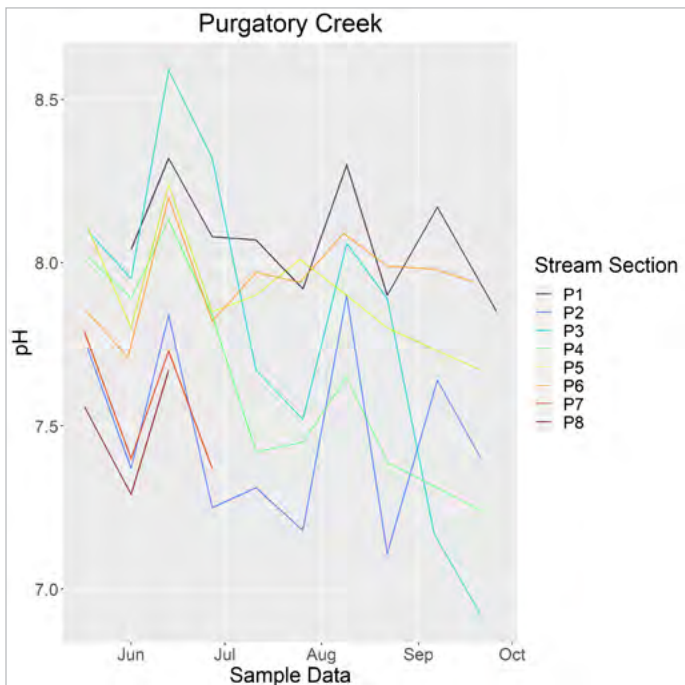 Purgatory Creek
8.5
8.0
7.5
7.0
pH
Jun Jul Aug Sep Oct
Sample Data
Stream Section
P1
P2
P3
P4
P5
P6
P7
P8